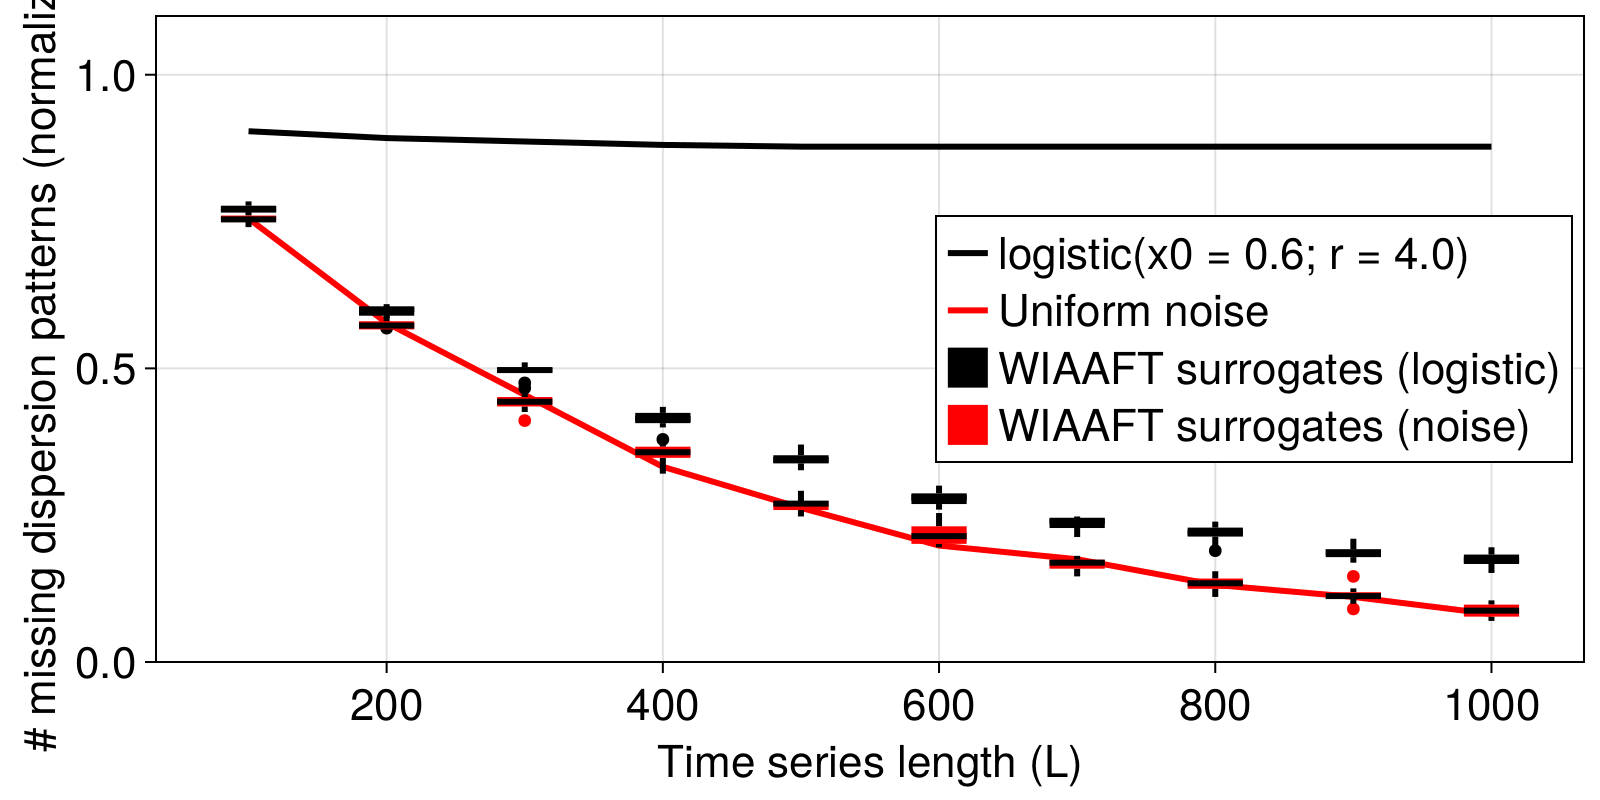 # missing dispersion patterns (normaliz
1.0
0.5
0.0
logistic(x0 = 0.6; r = 4.0)
Uniform noise
WIAAFT surrogates (logistic)
WIAAFT surrogates (noise)
200
400
600
800
1000
Time series length (L)